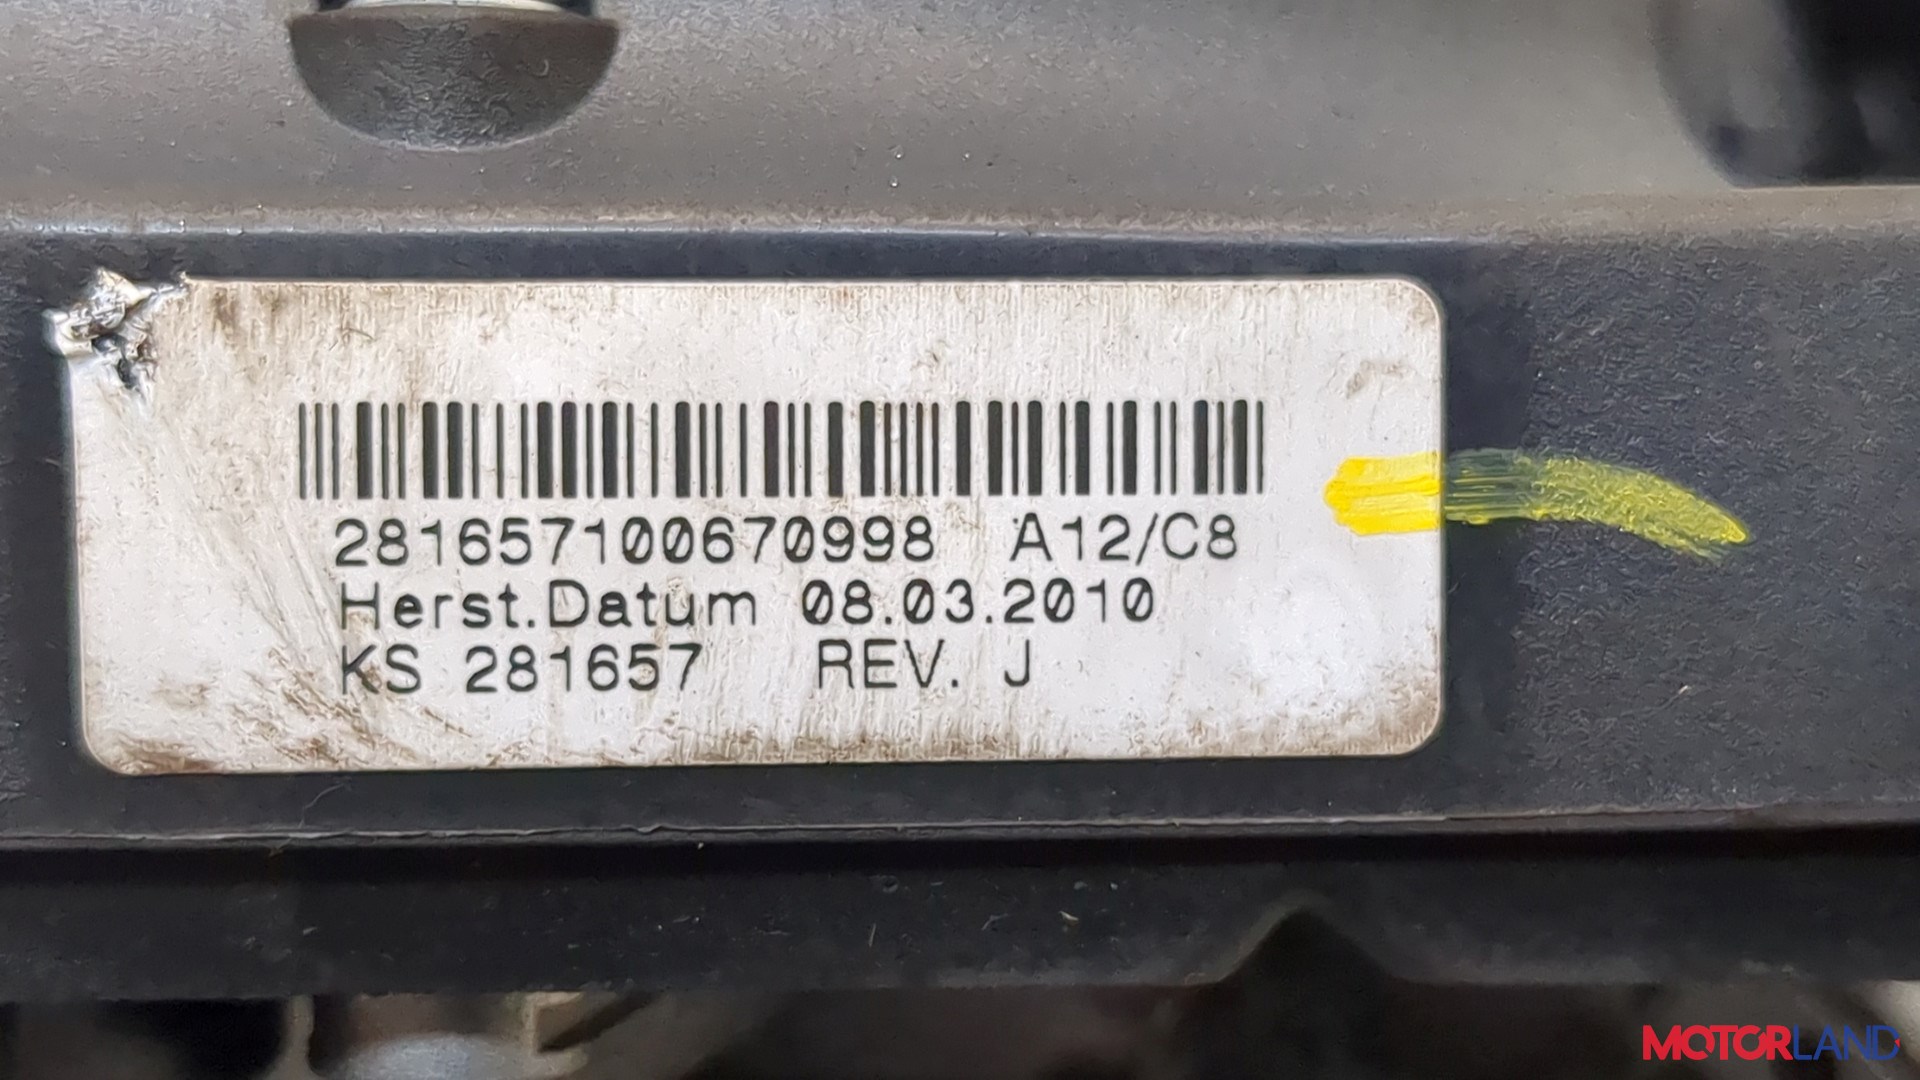 281657100670998 A12/C8
Herst.Datum 08.03.2010
KS 281657 REV. J
MOTORLAND